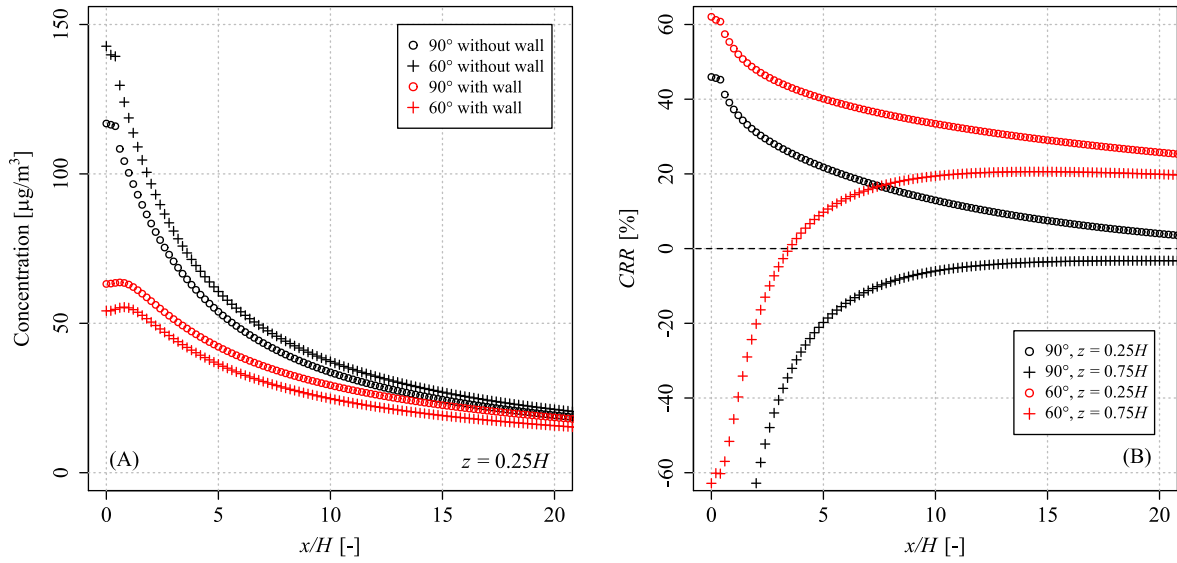 Concentration [µg/m³]
150
100
50
0
90° without wall
60° without wall
90° with wall
60° with wall
(A)
z = 0.25H
0 5 10 15 20
x/H [-]
CRR [%]
60
40
20
0
-20
-40
-60
90°, z = 0.25H
90°, z = 0.75H
60°, z = 0.25H
60°, z = 0.75H
(B)
0 5 10 15 20
x/H [-]